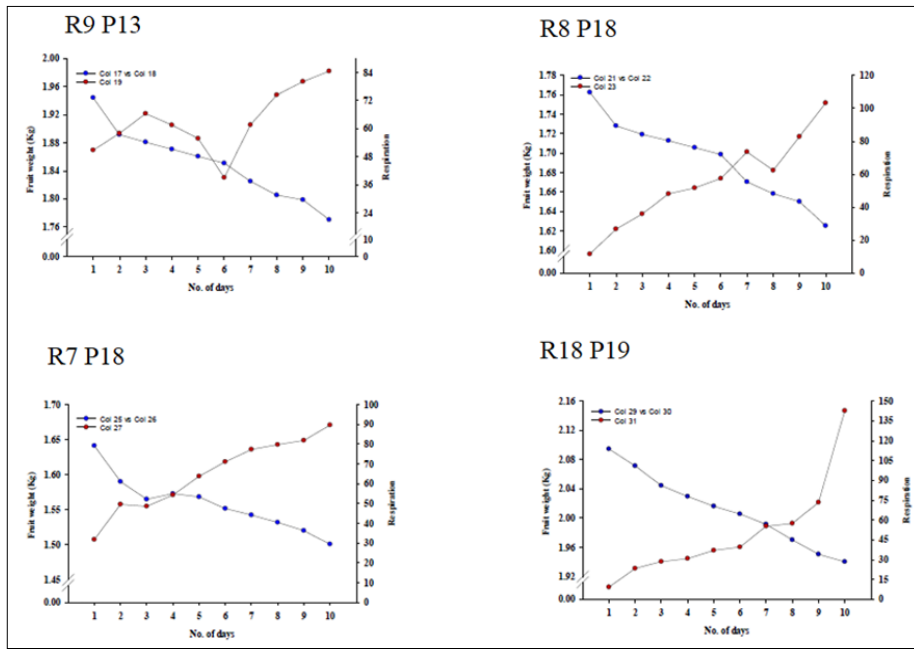 R9 P13
2.00
1.96
1.92
1.88
1.84
1.80
1.76
0.00
Fruit weight (Kg)
Col 17 vs Col 18
Col 19
84
72
60
48
36
24
10
0
Respiration
1 2 3 4 5 6 7 8 9 10
No. of days
R8 P18
1.78
1.76
1.74
1.72
1.70
1.68
1.66
1.64
1.62
1.60
0.00
Fruit weight (Kg)
Col 21 vs Col 22
Col 23
120
100
80
60
40
20
0
Respiration
1 2 3 4 5 6 7 8 9 10
No. of days
R7 P18
1.70
1.65
1.60
1.55
1.50
1.45
0.00
Fruit weight (Kg)
Col 25 vs Col 26
Col 27
100
90
80
70
60
50
40
30
20
10
0
Respiration
1 2 3 4 5 6 7 8 9 10
No. of days
R18 P19
2.16
2.12
2.08
2.04
2.00
1.96
1.92
0.00
Fruit weight (Kg)
Col 29 vs Col 30
Col 31
150
135
120
105
90
75
60
45
30
15
0
Respiration
1 2 3 4 5 6 7 8 9 10
No. of days